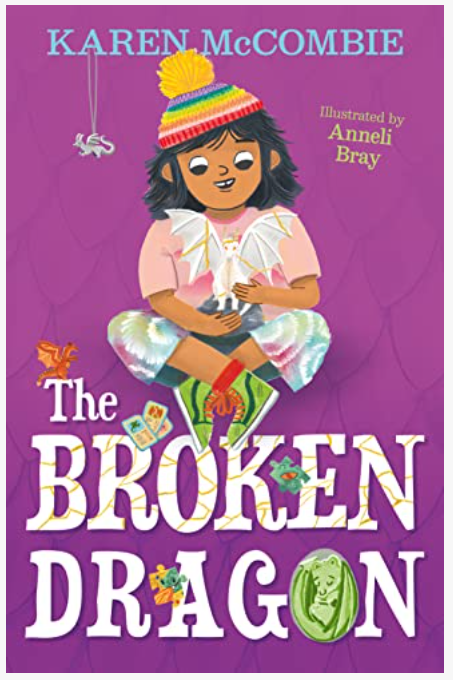 KAREN McCOMBIE
Illustrated by
Anneli
Bray
The
BROKEN
DRAGON